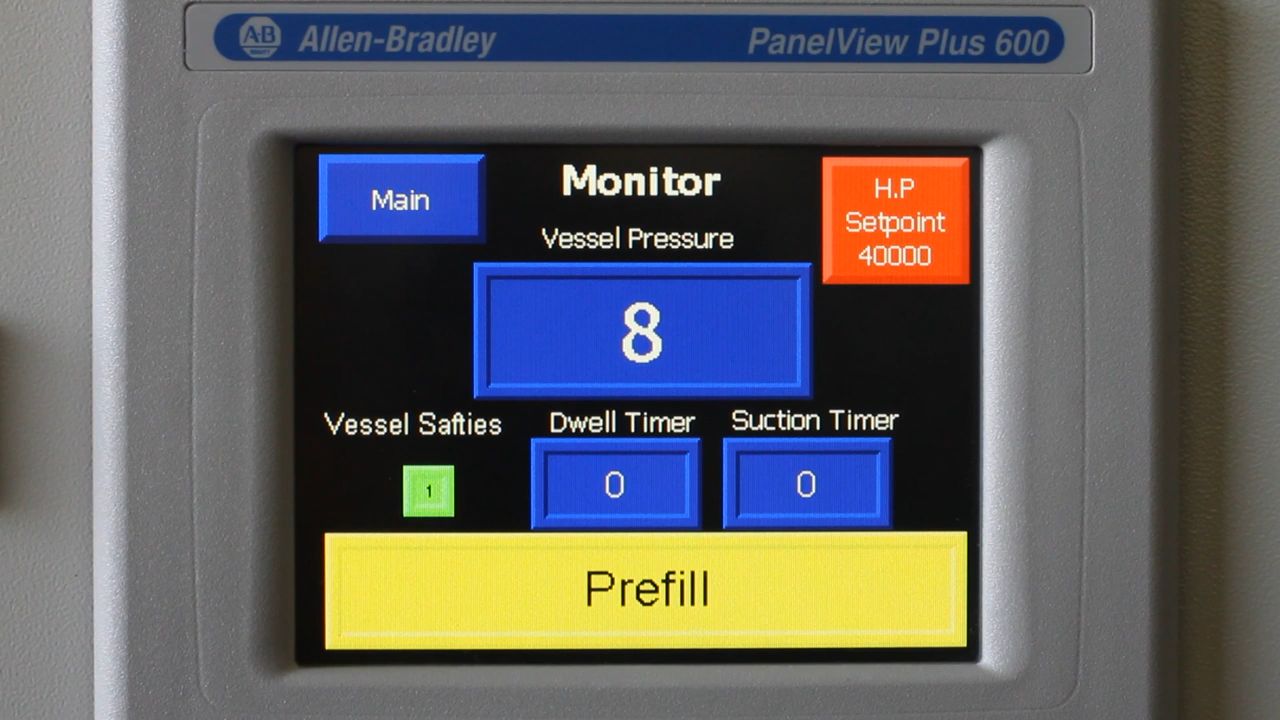 A-B
Allen-Bradley
PanelView Plus 600
Main
Monitor
H.P
Setpoint
40000
Vessel Pressure
8
Vessel Safties
Dwell Timer
Suction Timer
1
0
0
Prefill